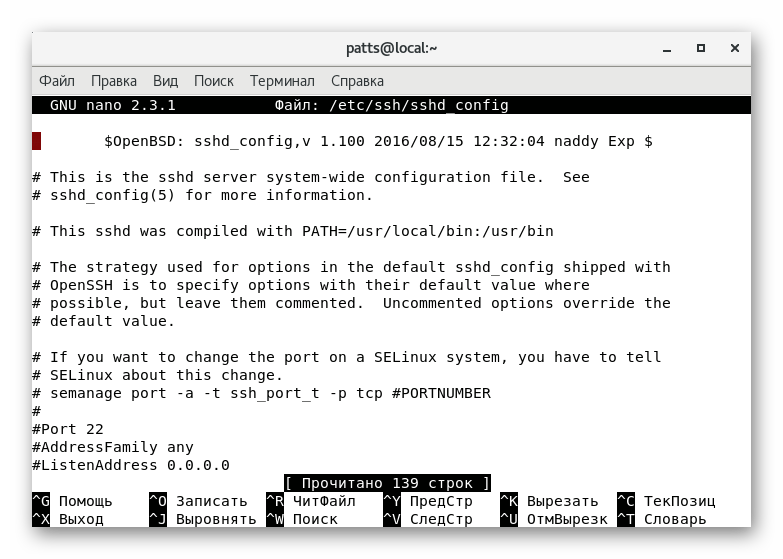 patts@local:~
Файл Правка Вид Поиск Терминал Справка
GNU nano 2.3.1 Файл: /etc/ssh/sshd_config
$OpenBSD: sshd_config,v 1.100 2016/08/15 12:32:04 naddy Exp $
# This is the sshd server system-wide configuration file.  See
# sshd_config(5) for more information.
# This sshd was compiled with PATH=/usr/local/bin:/usr/bin
# The strategy used for options in the default sshd_config shipped with
# OpenSSH is to specify options with their default value where
# possible, but leave them commented.  Uncommented options override the
# default value.
# If you want to change the port on a SELinux system, you have to tell
# SELinux about this change.
# semanage port -a -t ssh_port_t -p tcp #PORTNUMBER
#
#Port 22
#AddressFamily any
#ListenAddress 0.0.0.0
[ Прочитано 139 строк ]
^G Помощь ^O Записать ^R ЧитФайл ^Y ПредСтр ^K Вырезать ^C ТекПозиц
^X Выход ^J Выровнять ^W Поиск ^V СледСтр ^U ОтмВырезк ^T Словарь